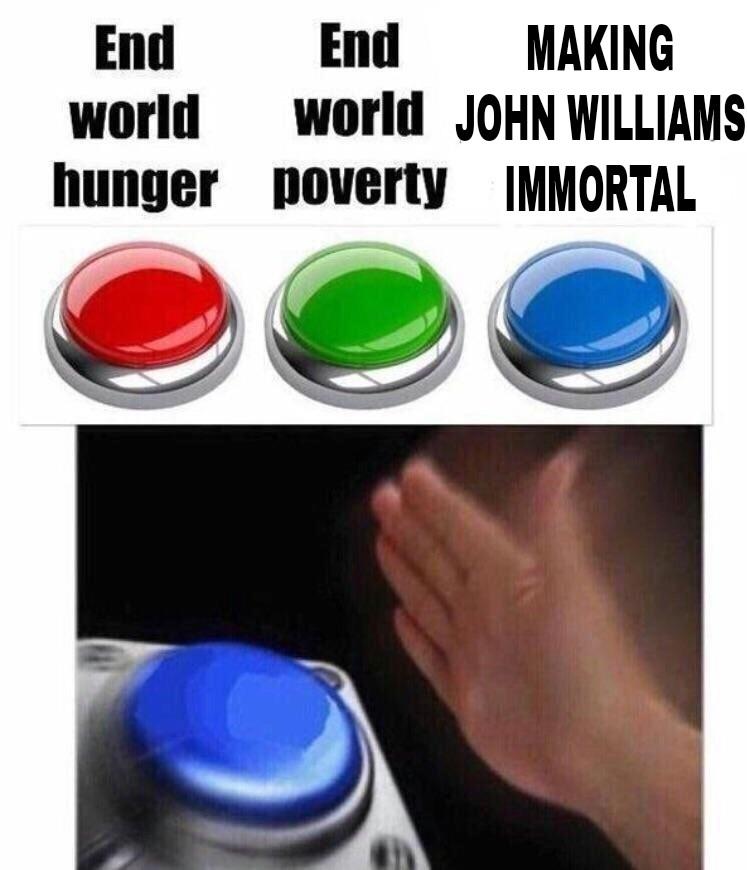 End
world
hunger
End
world
poverty
MAKING
JOHN WILLIAMS
IMMORTAL